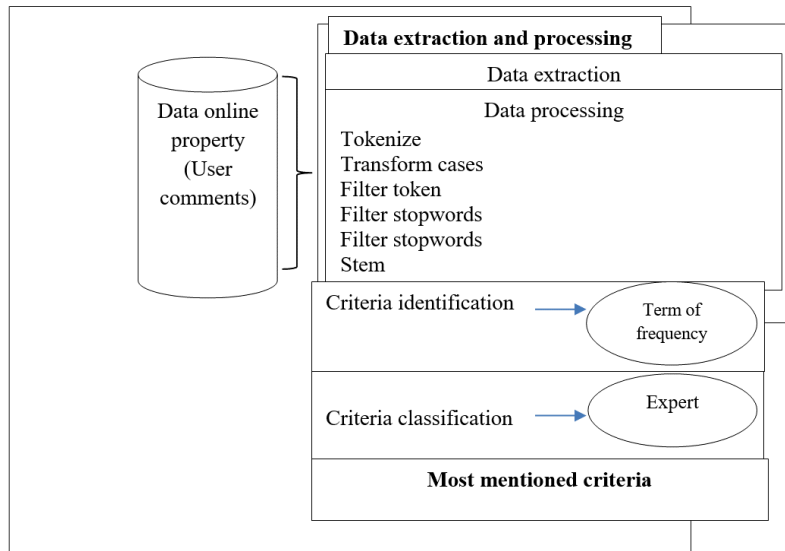 Data extraction and processing
Data extraction
Data online
property
(User
comments)
Data processing
Tokenize
Transform cases
Filter token
Filter stopwords
Filter stopwords
Stem
Criteria identification
Term of
frequency
Criteria classification
Expert
Most mentioned criteria